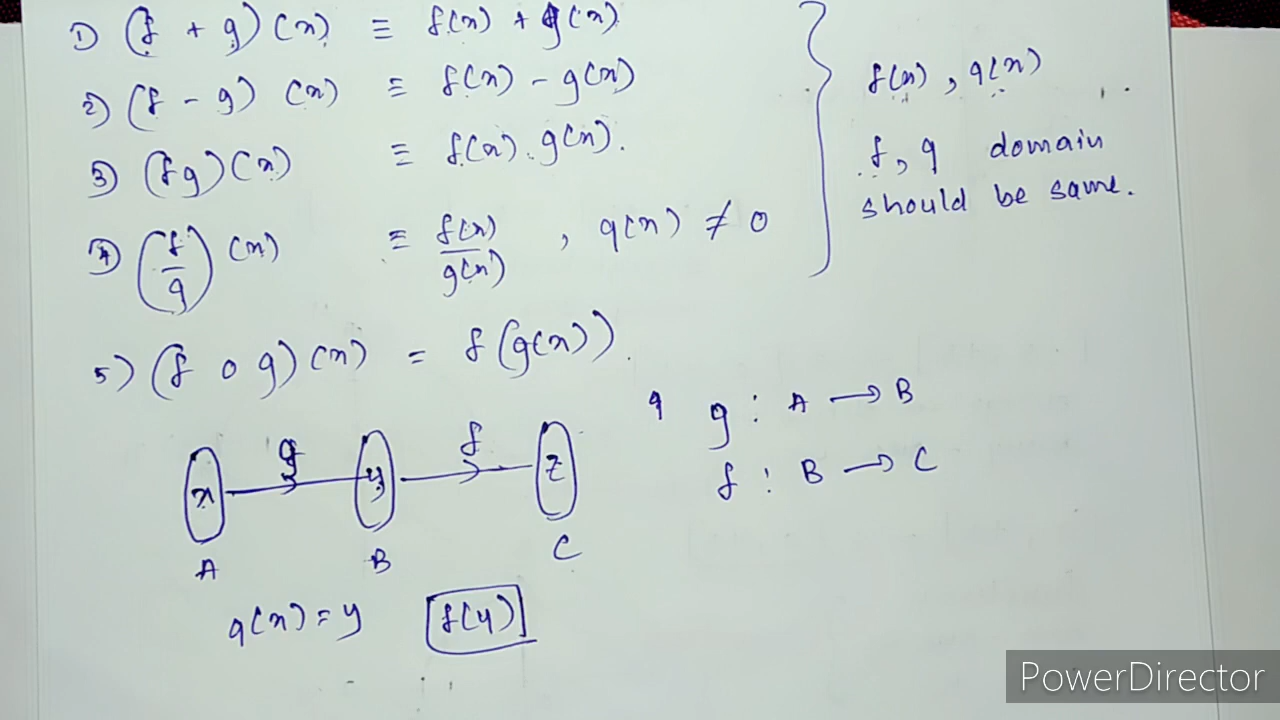 1) (f + g) (x) ≡ f(x) + g(x)
2) (f - g) (x) ≡ f(x) - g(x)
3) (fg)(x) ≡ f(x).g(x).
4) (f/g) (x) ≡ f(x)/g(x) , g(x) ≠ 0
f(x), g(x)
f, g domain
should be same.
5) (f o g)(x) = f(g(x)).
g : A → B
f : B → C
g f
x y z
A B C
g(x) = y f(y)
PowerDirector